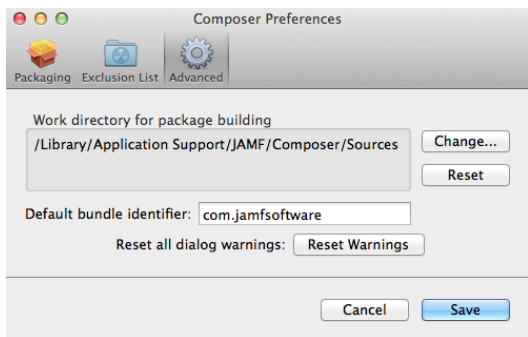 Composer Preferences
Packaging Exclusion List Advanced
Work directory for package building
/Library/Application Support/JAMF/Composer/Sources
Change...
Reset
Default bundle identifier: com.jamfsoftware
Reset all dialog warnings: Reset Warnings
Cancel Save